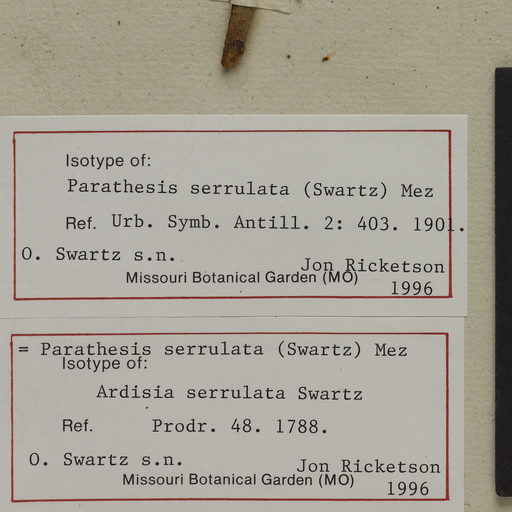 Isotype of:
Parathesis serrulata (Swartz) Mez
Ref. Urb. Symb. Antill. 2: 403. 1901.
O. Swartz s.n.
Jon Ricketson
Missouri Botanical Garden (MO)
1996
= Parathesis serrulata (Swartz) Mez
Isotype of:
Ardisia serrulata Swartz
Ref. Prodr. 48. 1788.
O. Swartz s.n.
Jon Ricketson
Missouri Botanical Garden (MO)
1996